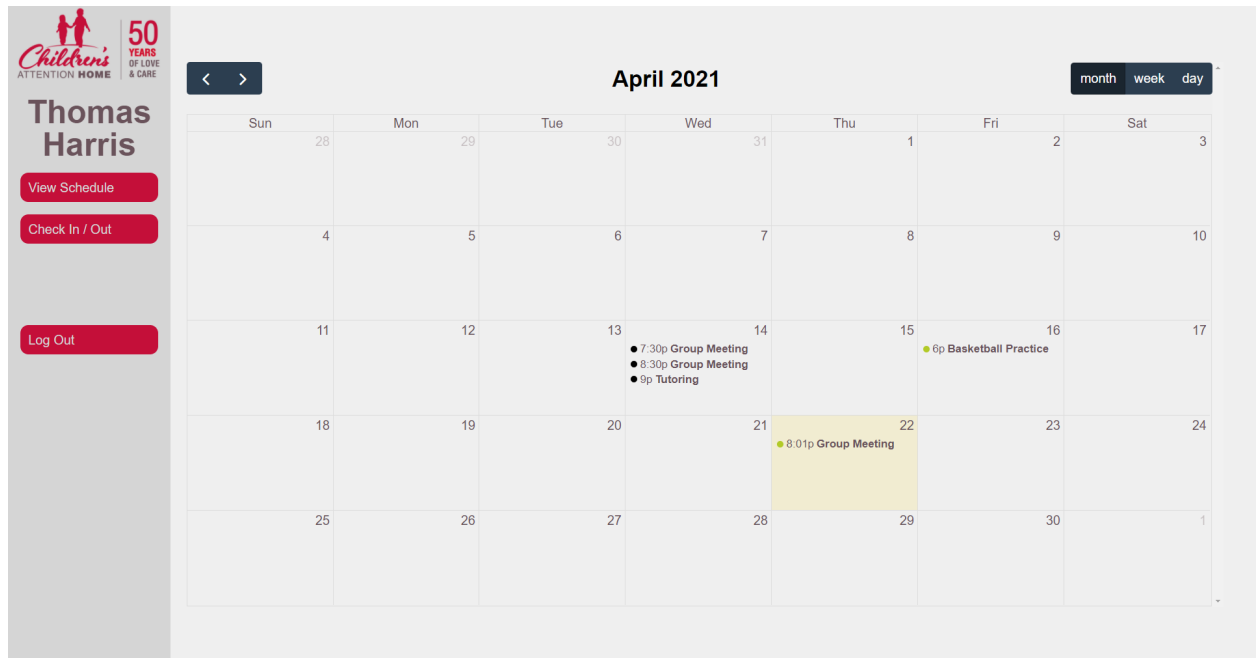 50
Children's
YEARS
OF LOVE
ATTENTION HOME
& CARE
Thomas
Harris
View Schedule
Check In / Out
Log Out
April 2021
month week day
Sun Mon Tue Wed Thu Fri Sat
28 29 30 31 1 2 3
4 5 6 7 8 9 10
11 12 13 14 15 16 17
7:30p Group Meeting
8:30p Group Meeting
9p Tutoring
6p Basketball Practice
18 19 20 21 22 23 24
8:01p Group Meeting
25 26 27 28 29 30 1